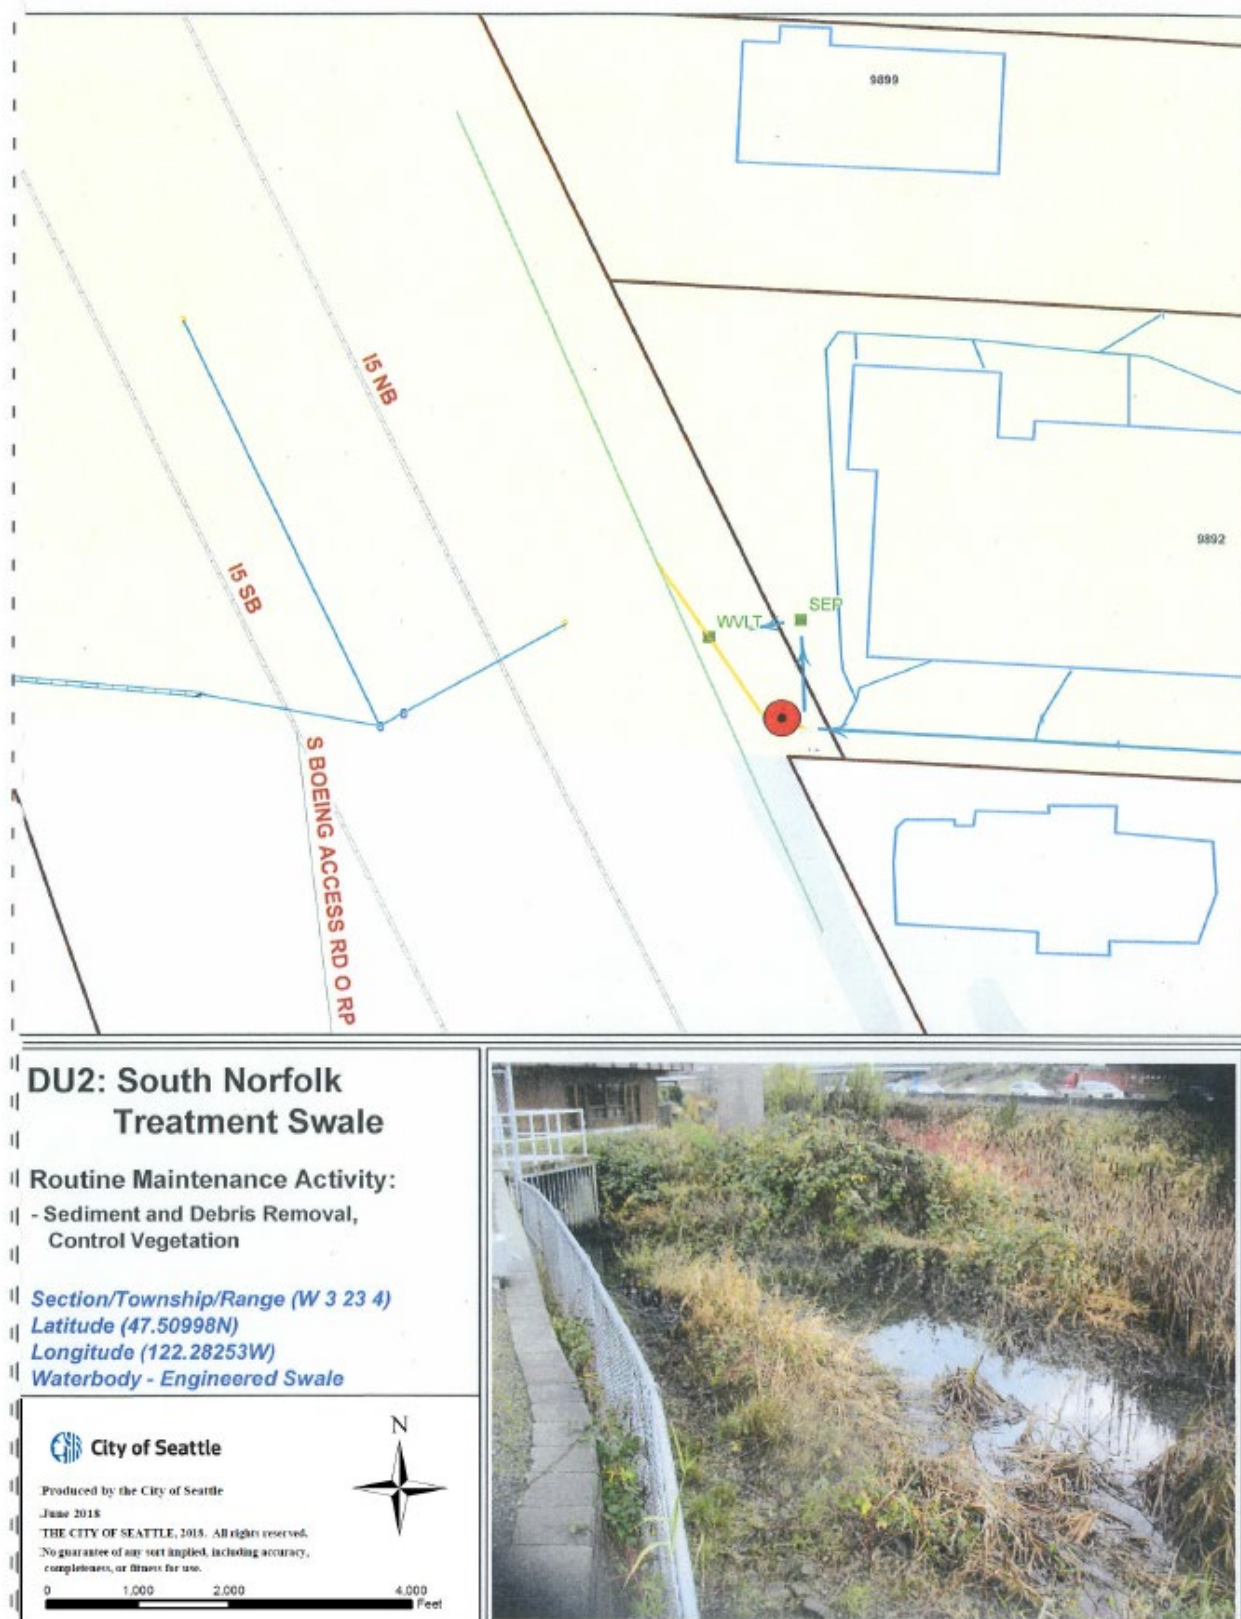 9899
I5 NB
I5 SB
9892
SEP
WVLT
S BOEING ACCESS RD O RP
DU2: South Norfolk
Treatment Swale
Routine Maintenance Activity:
- Sediment and Debris Removal,
Control Vegetation
Section/Township/Range (W 3 23 4)
Latitude (47.50998N)
Longitude (122.28253W)
Waterbody - Engineered Swale
City of Seattle
N
Produced by the City of Seattle
June 2018
THE CITY OF SEATTLE, 2018. All rights reserved.
No guarantee of any sort implied, including accuracy,
completeness, or fitness for use.
0 1,000 2,000 4,000
Feet